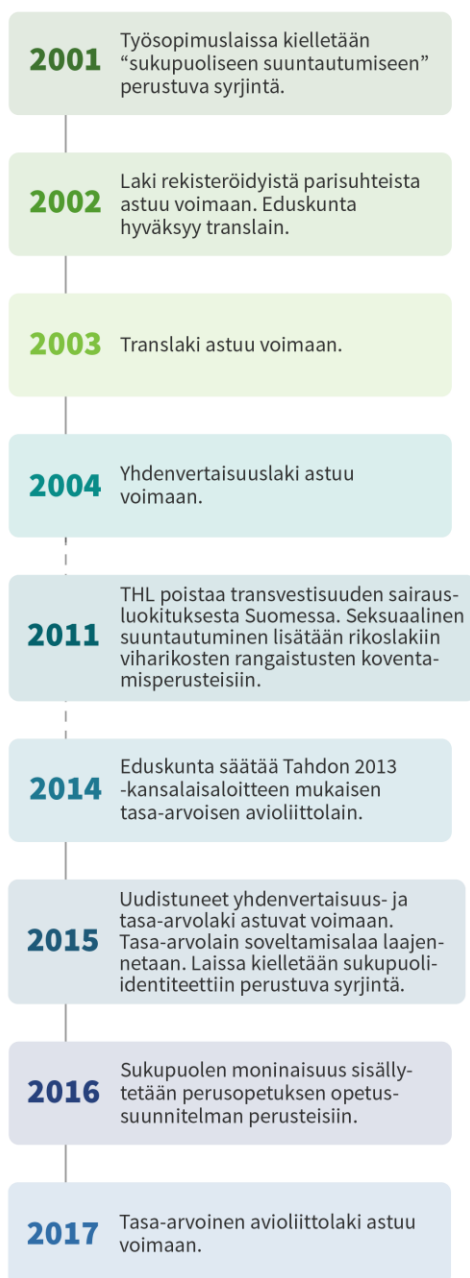 2001
Työsopimuslaissa kielletään
“sukupuoliseen suuntautumiseen”
perustuva syrjintä.
2002
Laki rekisteröidyistä parisuhteista
astuu voimaan. Eduskunta
hyväksyy translain.
2003
Translaki astuu voimaan.
2004
Yhdenvertaisuuslaki astuu
voimaan.
2011
THL poistaa transvestisuuden sairaus-
luokituksesta Suomessa. Seksuaalinen
suuntautuminen lisätään rikoslakiin
viharikosten rangaistusten koventa-
misperusteisiin.
2014
Eduskunta säätää Tahdon 2013
-kansalaisaloitteen mukaisen
tasa-arvoisen avioliittolain.
2015
Uudistuneet yhdenvertaisuus- ja
tasa-arvolaki astuvat voimaan.
Tasa-arvolain soveltamisalaa laajen-
netaan. Laissa kielletään sukupuoli-
identiteettiin perustuva syrjintä.
2016
Sukupuolen moninaisuus sisälly-
tetään perusopetuksen opetus-
suunnitelman perusteisiin.
2017
Tasa-arvoinen avioliittolaki astuu
voimaan.